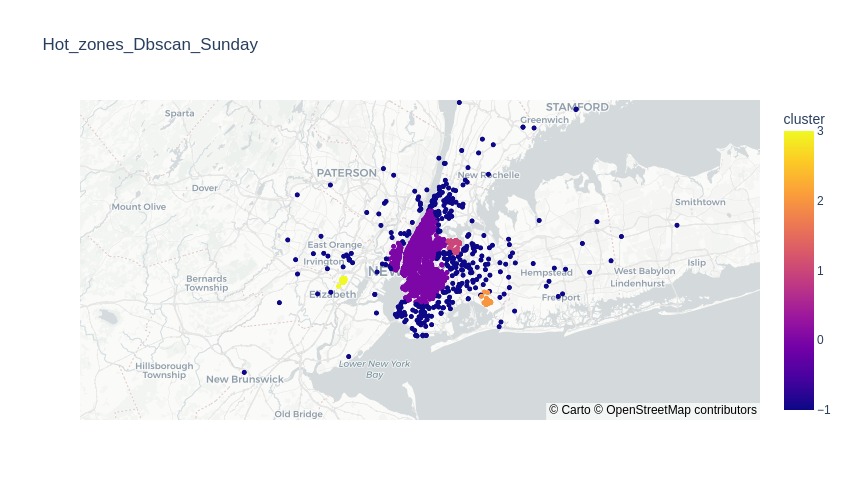 Hot_zones_Dbscan_Sunday
STAMFORD
Greenwich
Sparta
PATERSON
New Rochelle
Dover
Mount Olive
Smithtown
East Orange
Irvington
NEW
Hempstead
West Babylon
Islip
Lindenhurst
Bernards
Township
Elizabeth
Freeport
Hillsborough
Township
New Brunswick
Lower New York
Bay
Old Bridge
© Carto © OpenStreetMap contributors
cluster
3
2
1
0
−1